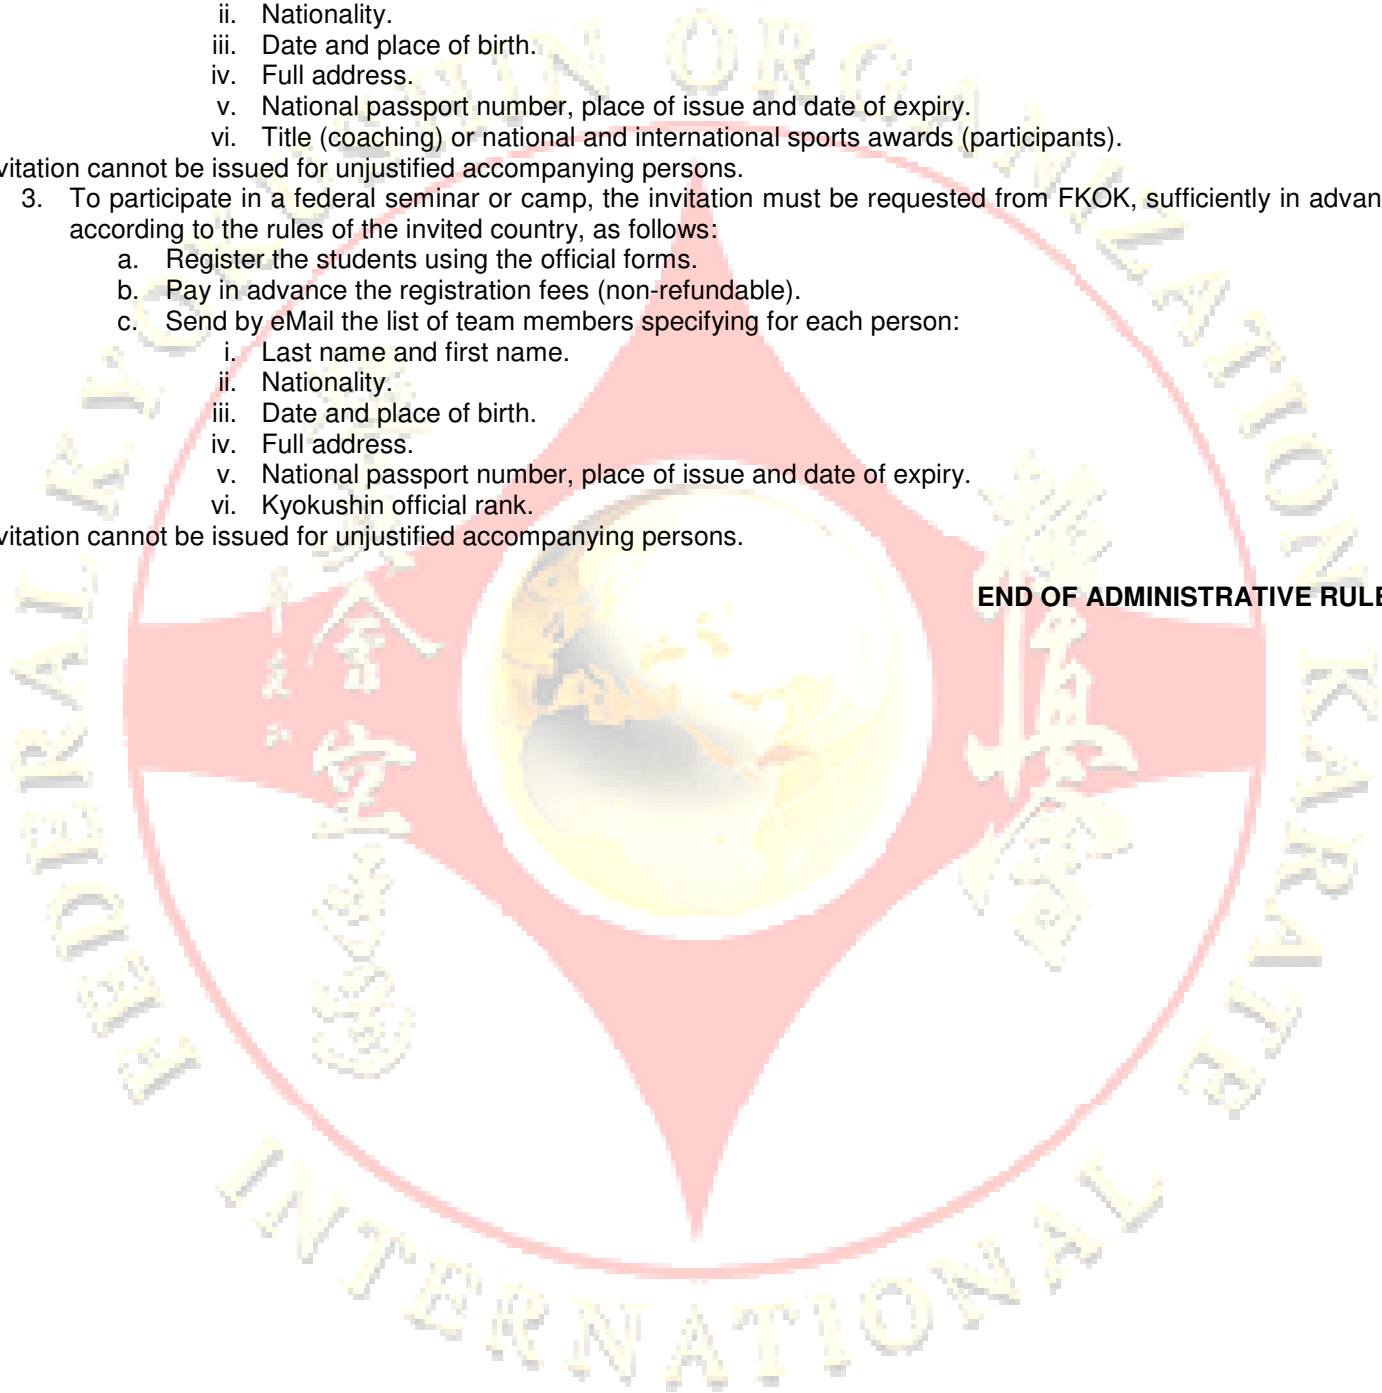 ii. Nationality.
iii. Date and place of birth.
iv. Full address.
v. National passport number, place of issue and date of expiry.
vi. Title (coaching) or national and international sports awards (participants).
vitation cannot be issued for unjustified accompanying persons.
3. To participate in a federal seminar or camp, the invitation must be requested from FKOK, sufficiently in advan
according to the rules of the invited country, as follows:
a. Register the students using the official forms.
b. Pay in advance the registration fees (non-refundable).
c. Send by eMail the list of team members specifying for each person:
i. Last name and first name.
ii. Nationality.
iii. Date and place of birth.
iv. Full address.
v. National passport number, place of issue and date of expiry.
vi. Kyokushin official rank.
vitation cannot be issued for unjustified accompanying persons.
END OF ADMINISTRATIVE RULE
FEDERAL KYOKUSHIN ORGANIZATION
INTERNATIONAL KARATE
極真會